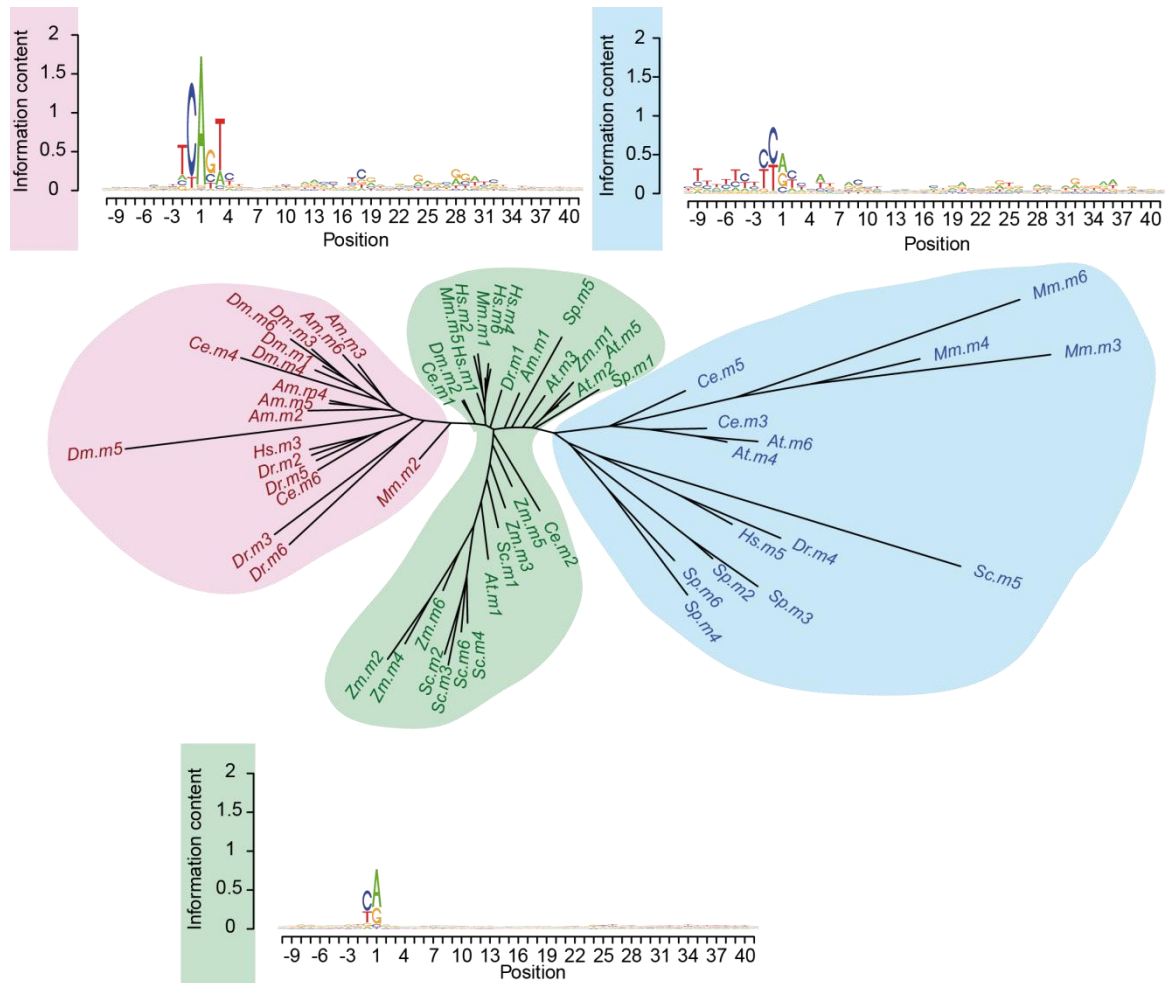 Information content
2
1.5
1
0.5
0
-9 -6 -3 1 4 7 10 13 16 19 22 25 28 31 34 37 40
Position
Information content
2
1.5
1
0.5
0
-9 -6 -3 1 4 7 10 13 16 19 22 25 28 31 34 37 40
Position
Dm.m6
Dm.m3
Am.m6
Am.m3
Dm.m1
Dm.m4
Ce.m4
Am.m4
Am.m5
Am.m2
Dm.m5
Hs.m3
Dr.m2
Dr.m5
Ce.m6
Mm.m2
Dr.m3
Dr.m6
Ce.m1
Dm.m2
Mm.m5
Hs.m1
Hs.m2
Mm.m1
Hs.m6
Hs.m4
Dr.m1
Am.m1
Sp.m5
At.m3
Zm.m1
At.m2
At.m5
Sp.m1
Ce.m2
Zm.m5
Zm.m3
Sc.m1
At.m1
Zm.m6
Zm.m2
Zm.m4
Sc.m2
Sc.m3
Sc.m6
Sc.m4
Mm.m6
Mm.m4
Mm.m3
Ce.m5
Ce.m3
At.m6
At.m4
Hs.m5
Dr.m4
Sc.m5
Sp.m2
Sp.m3
Sp.m6
Sp.m4
Information content
2
1.5
1
0.5
0
-9 -6 -3 1 4 7 10 13 16 19 22 25 28 31 34 37 40
Position